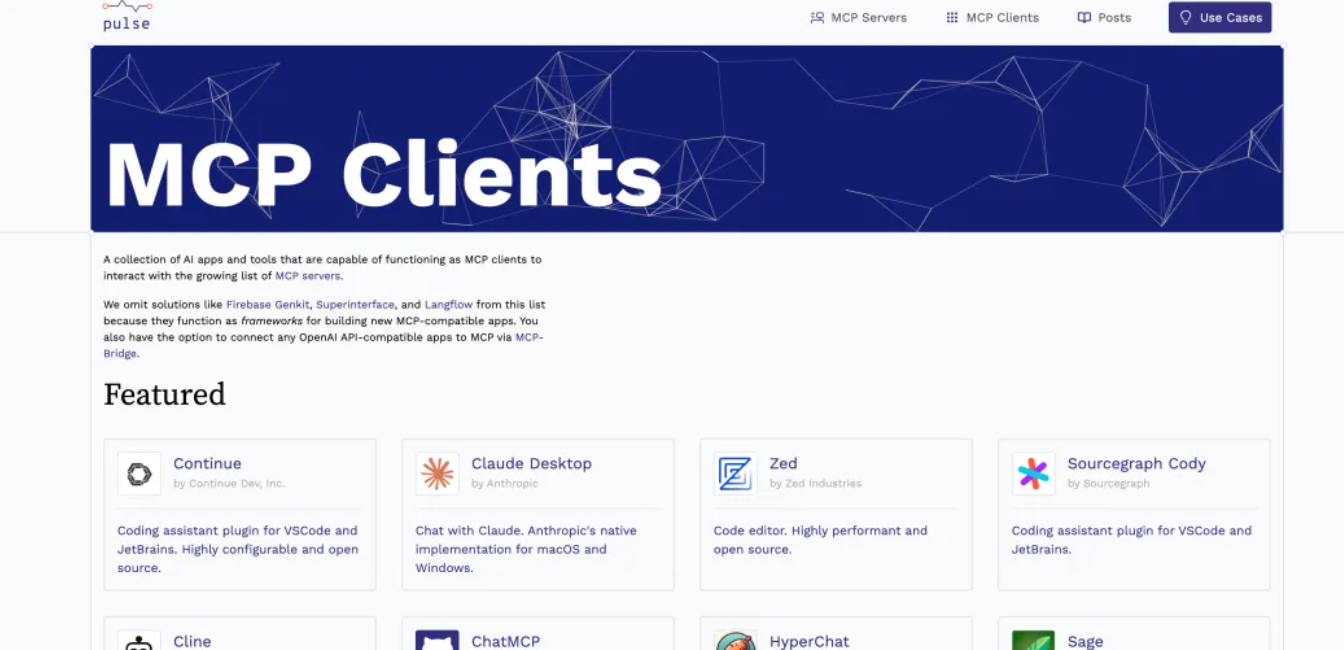 pulse
MCP Servers
MCP Clients
Posts
Use Cases
MCP Clients
A collection of AI apps and tools that are capable of functioning as MCP clients to
interact with the growing list of MCP servers.
We omit solutions like Firebase Genkit, Superinterface, and Langflow from this list
because they function as frameworks for building new MCP-compatible apps. You
also have the option to connect any OpenAI API-compatible apps to MCP via MCP-
Bridge.
Featured
Continue
by Continue Dev, Inc.
Coding assistant plugin for VSCode and
JetBrains. Highly configurable and open
source.
Claude Desktop
by Anthropic
Chat with Claude. Anthropic's native
implementation for macOS and
Windows.
Zed
by Zed Industries
Code editor. Highly performant and
open source.
Sourcegraph Cody
by Sourcegraph
Coding assistant plugin for VSCode and
JetBrains.
Cline
ChatMCP
HyperChat
Sage